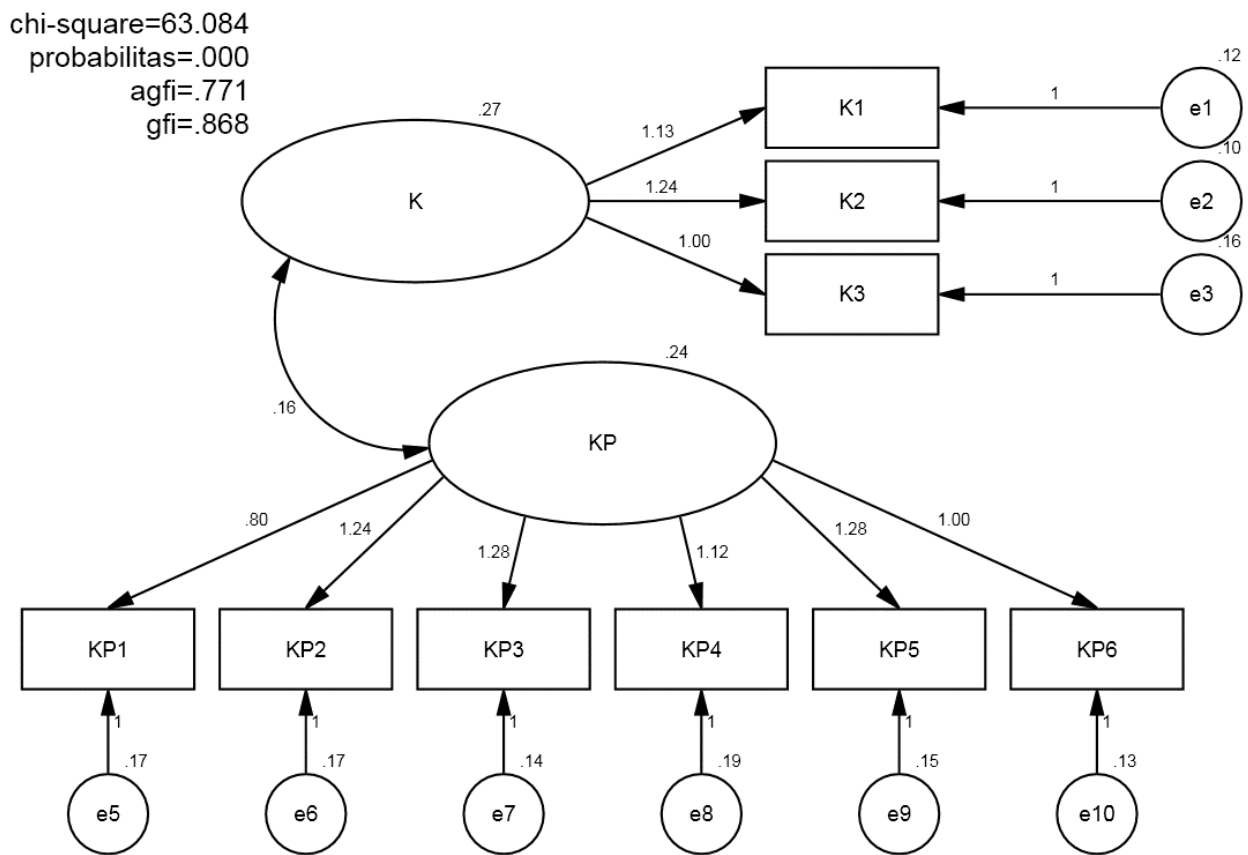 chi-square=63.084
probabilitas=.000
agfi=.771
gfi=.868
.27
K
1.13
1.24
1.00
K1
1
.12
e1
K2
1
.10
e2
K3
1
.16
e3
.16
.24
KP
.80
1.24
1.28
1.12
1.28
1.00
KP1
KP2
KP3
KP4
KP5
KP6
1
1
1
1
1
1
.17
.17
.14
.19
.15
.13
e5
e6
e7
e8
e9
e10